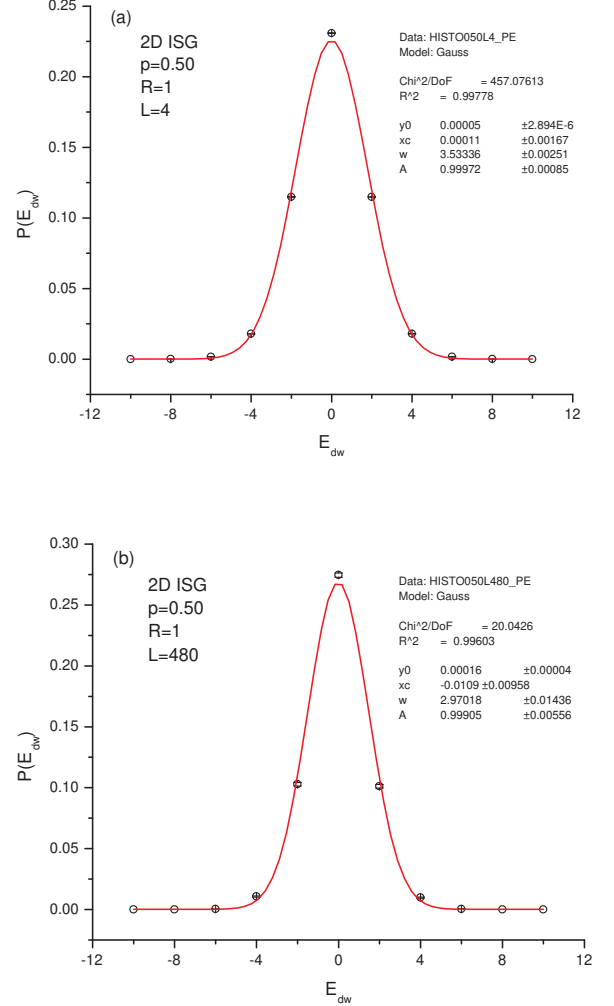 (a)
2D ISG
p=0.50
R=1
L=4
Data: HISTO050L4_PE
Model: Gauss
Chi^2/DoF = 457.07613
R^2 = 0.99778
y0 0.00005 ±2.894E-6
xc 0.00011 ±0.00167
w 3.53336 ±0.00251
A 0.99972 ±0.00085
P(E_dw)
0.25
0.20
0.15
0.10
0.05
0.00
-12 -8 -4 0 4 8 12
E_dw
(b)
2D ISG
p=0.50
R=1
L=480
Data: HISTO050L480_PE
Model: Gauss
Chi^2/DoF = 20.0426
R^2 = 0.99603
y0 0.00016 ±0.00004
xc -0.0109 ±0.00958
w 2.97018 ±0.01436
A 0.99905 ±0.00556
P(E_dw)
0.30
0.25
0.20
0.15
0.10
0.05
0.00
-12 -8 -4 0 4 8 12
E_dw